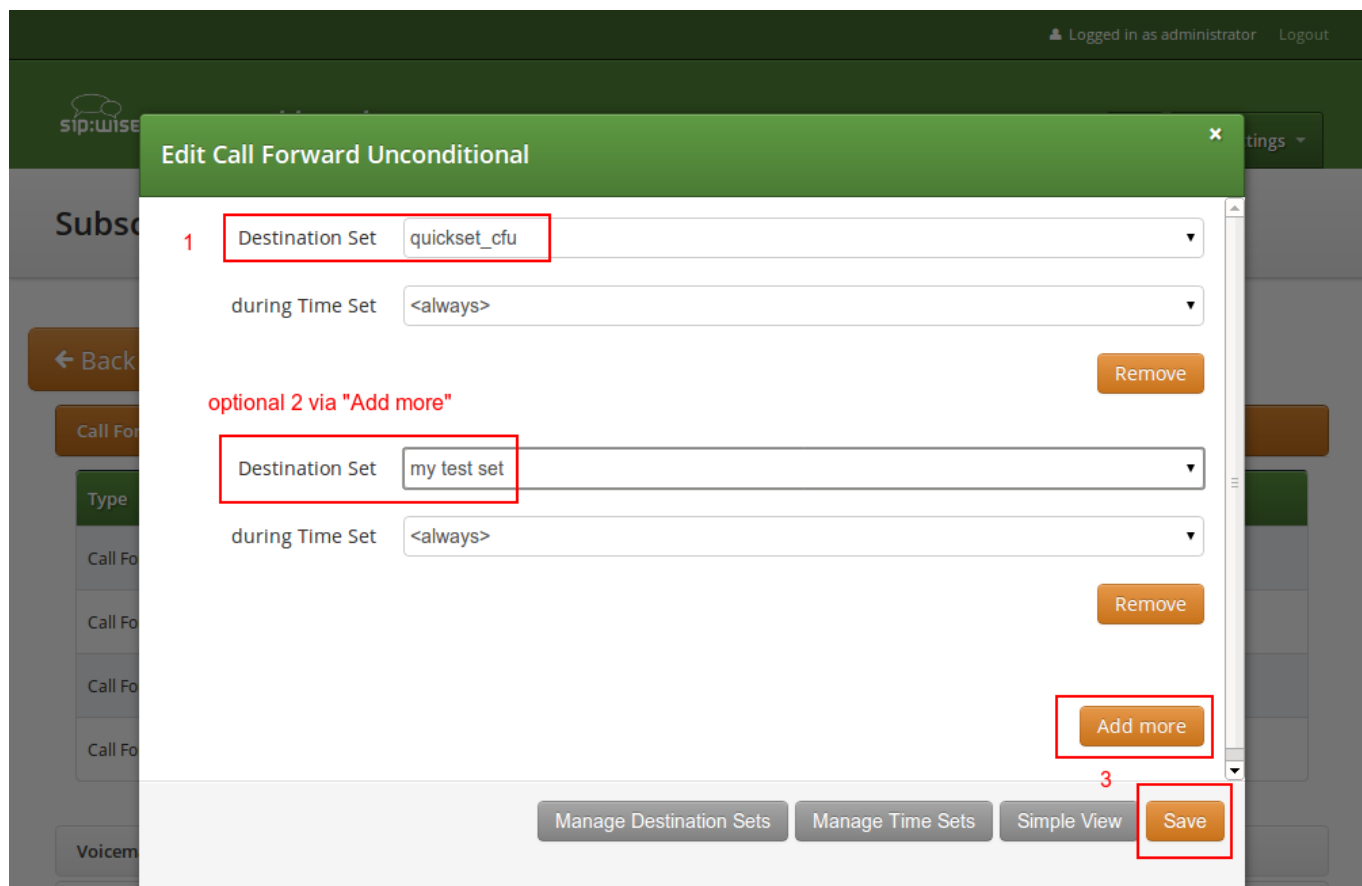 Logged in as administrator Logout
sip:wise
tings
Edit Call Forward Unconditional ×
Subsc
1 Destination Set quickset_cfu
during Time Set <always>
Back
Remove
optional 2 via "Add more"
Call For
Destination Set my test set
Type
during Time Set <always>
Call Fo
Remove
Call Fo
Call Fo
Add more
Call Fo
3
Manage Destination Sets Manage Time Sets Simple View Save
Voicem